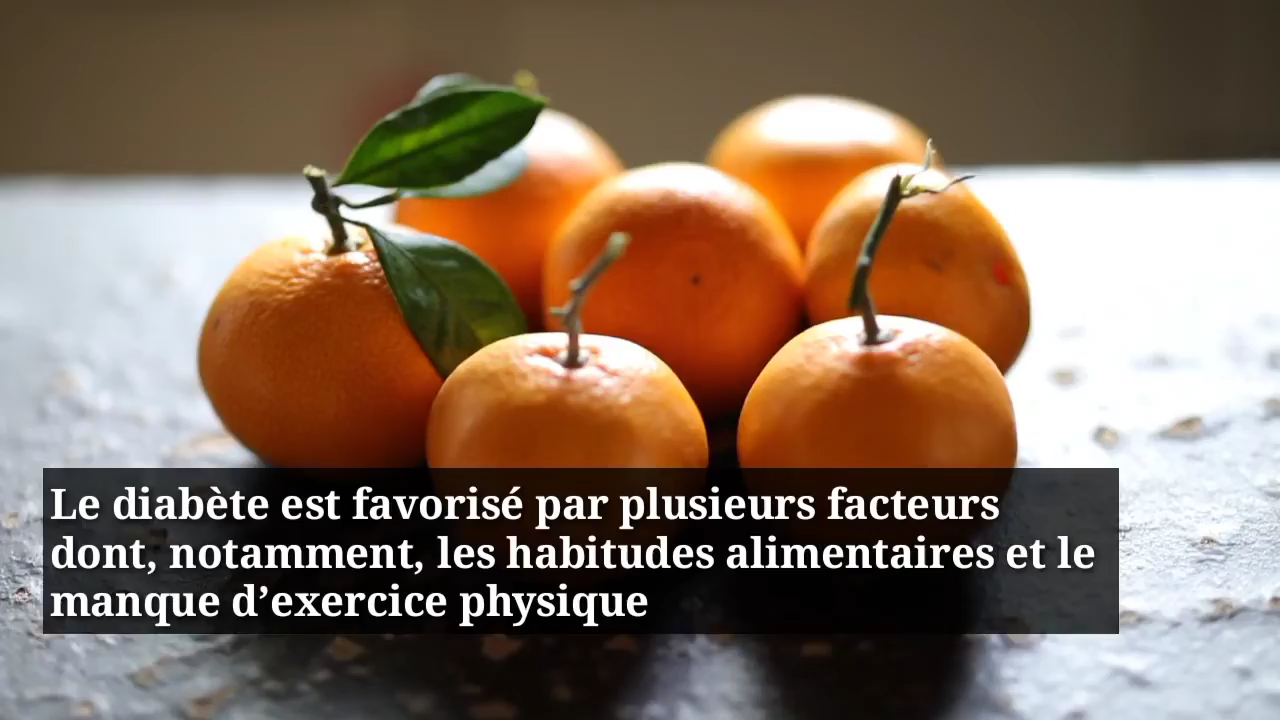 Le diabète est favorisé par plusieurs facteurs
dont, notamment, les habitudes alimentaires et le
manque d’exercice physique